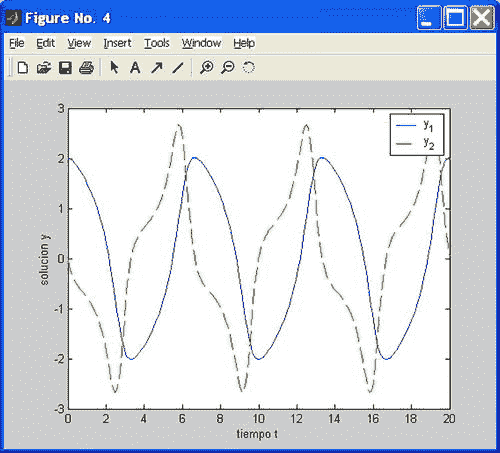 Figure No. 4
File Edit View Insert Tools Window Help
A
3
2
1
0
-1
-2
-3
solucion y
y1
y2
0 2 4 6 8 10 12 14 16 18 20
tiempo t